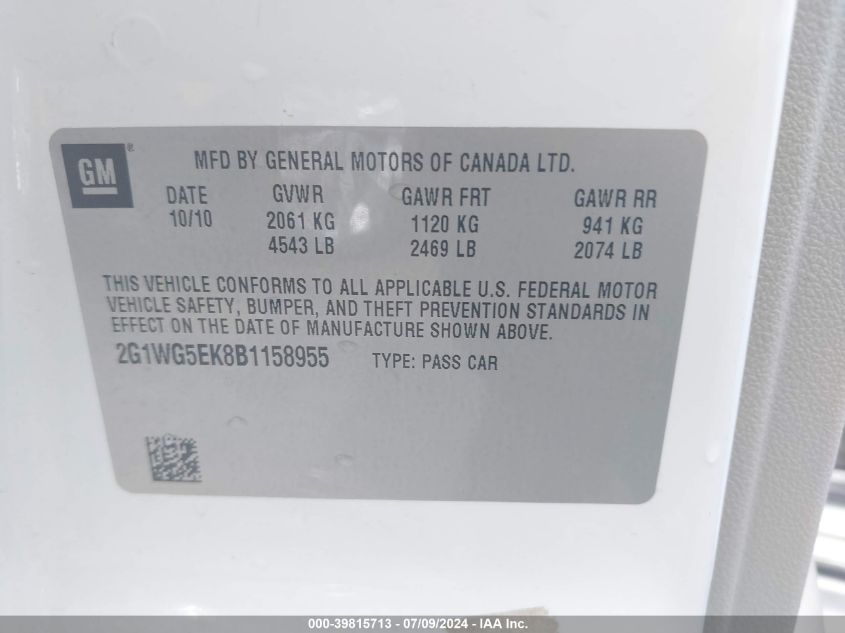 GM®
MFD BY GENERAL MOTORS OF CANADA LTD.
DATE GVWR GAWR FRT GAWR RR
10/10 2061 KG 1120 KG 941 KG
4543 LB 2469 LB 2074 LB
THIS VEHICLE CONFORMS TO ALL APPLICABLE U.S. FEDERAL MOTOR
VEHICLE SAFETY, BUMPER, AND THEFT PREVENTION STANDARDS IN
EFFECT ON THE DATE OF MANUFACTURE SHOWN ABOVE.
2G1WG5EK8B1158955 TYPE: PASS CAR
000-39815713 - 07/09/2024 - IAA Inc.